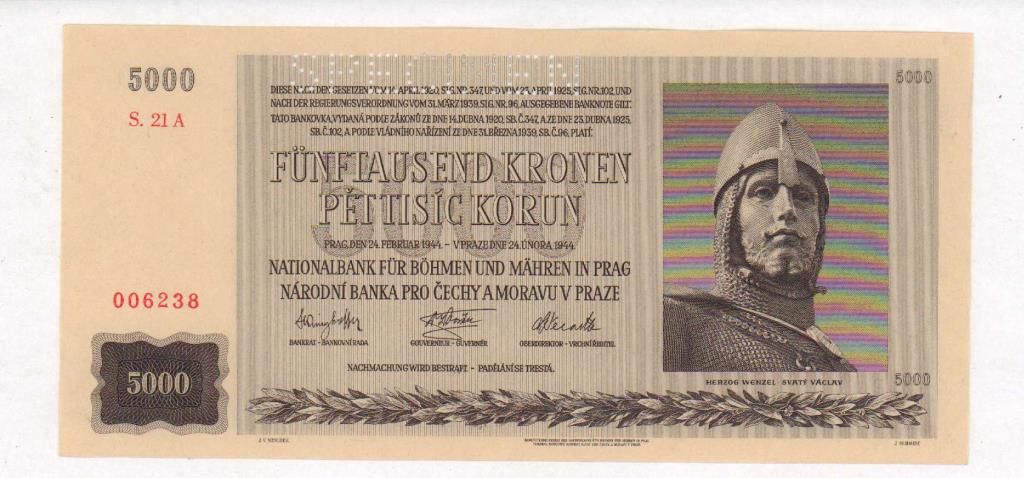 SPECIMEN
5000
5000
S. 21 A
DIESE NACH DEN GESETZEN VOM 14. APRIL 1920, SLG. NR. 347, UND VOM 23. APRIL 1925, SLG. NR. 102, UND
NACH DER REGIERUNGSVERORDNUNG VOM 31. MÄRZ 1939, SLG. NR. 96, AUSGEGEBENE BANKNOTE GILT.
TATO BANKOVKA, VYDANÁ PODLE ZÁKONŮ ZE DNE 14. DUBNA 1920, SB. Č. 347, A ZE DNE 23. DUBNA 1925,
SB. Č. 102, A PODLE VLÁDNÍHO NAŘÍZENÍ ZE DNE 31. BŘEZNA 1939, SB. Č. 96, PLATÍ:
FÜNFTAUSEND KRONEN
5000
PĚTTISÍC KORUN
PRAG, DEN 24. FEBRUAR 1944. – V PRAZE DNE 24. ÚNORA 1944.
NATIONALBANK FÜR BÖHMEN UND MÄHREN IN PRAG
NÁRODNÍ BANKA PRO ČECHY A MORAVU V PRAZE
006238
BANKRAT – BANKOVNÍ RADA
GOUVERNEUR – GUVERNÉR
OBERDIREKTOR – VRCHNÍ ŘEDITEL
NACHMACHUNG WIRD BESTRAFT. – PADĚLÁNÍ SE TRESTÁ.
5000
HERZOG WENZEL SVATÝ VÁCLAV
5000